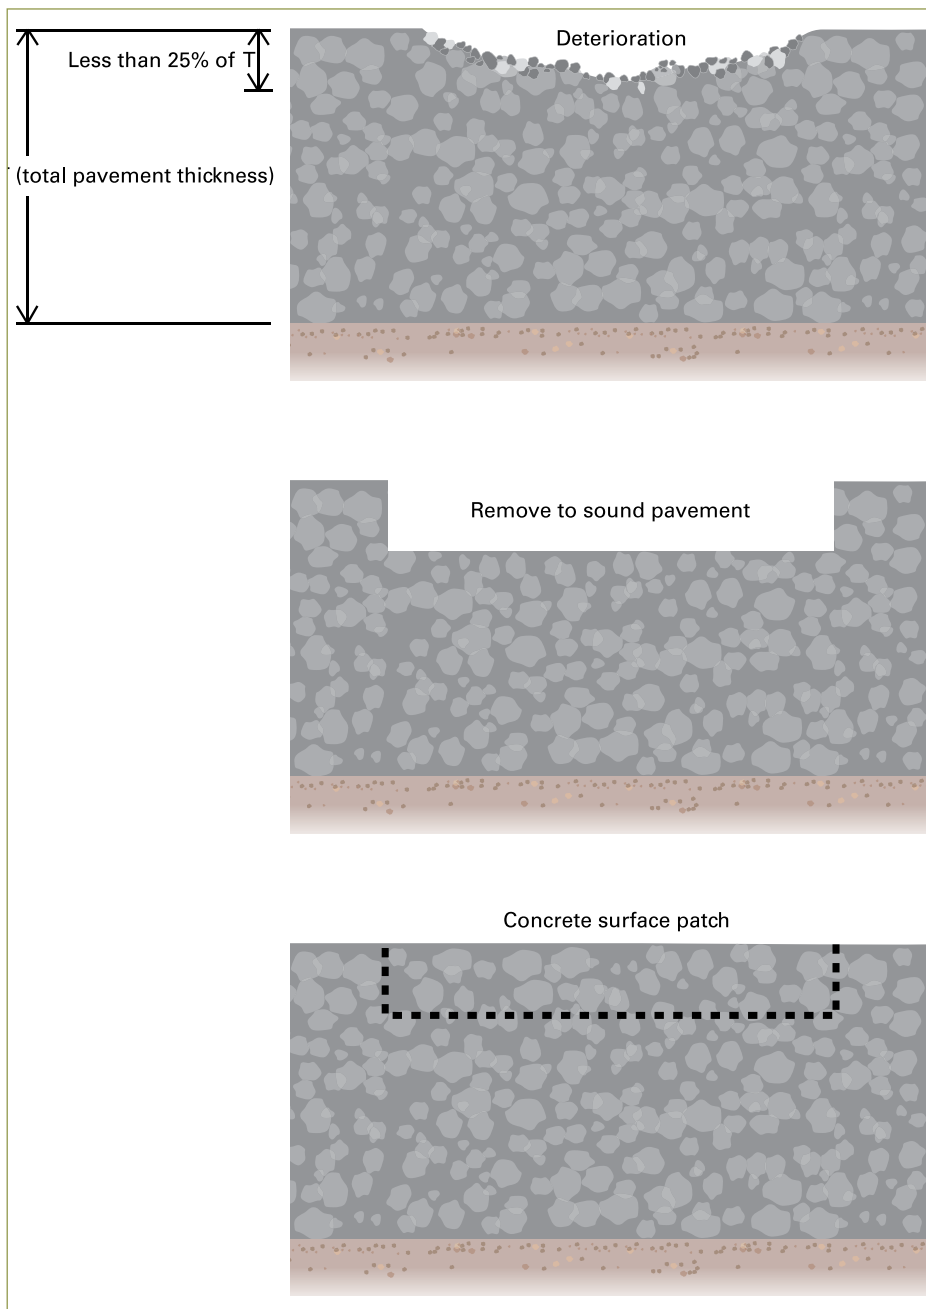 Deterioration
Less than 25% of T
(total pavement thickness)
Remove to sound pavement
Concrete surface patch